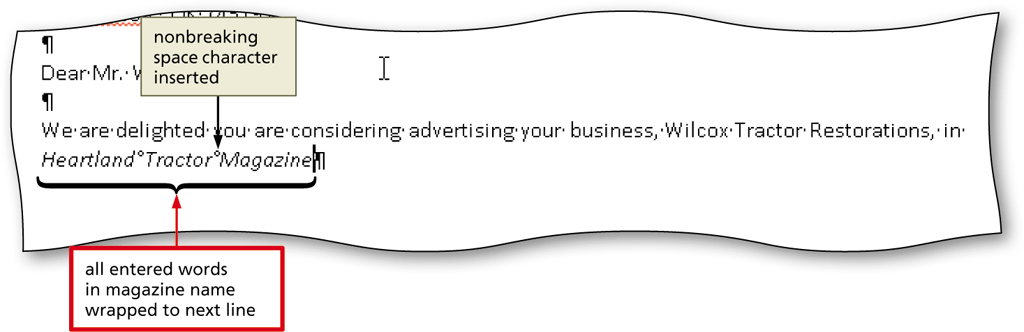 nonbreaking
space character
inserted
¶
Dear·Mr.·
¶
We·are·delighted·you·are·considering·advertising·your·business,·Wilcox·Tractor·Restorations,·in·
Heartland°Tractor°Magazine¶
all entered words
in magazine name
wrapped to next line